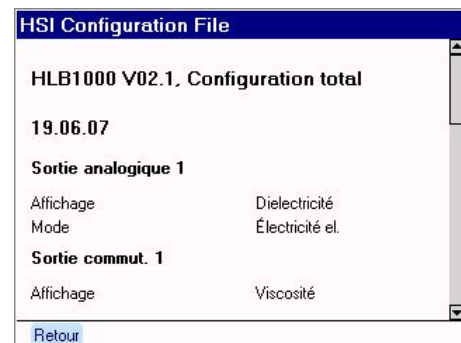 HSI Configuration File
HLB1000 V02.1, Configuration total
19.06.07
Sortie analogique 1
Affichage Dielectricité
Mode Électricité el.
Sortie commut. 1
Affichage Viscosité
Retour